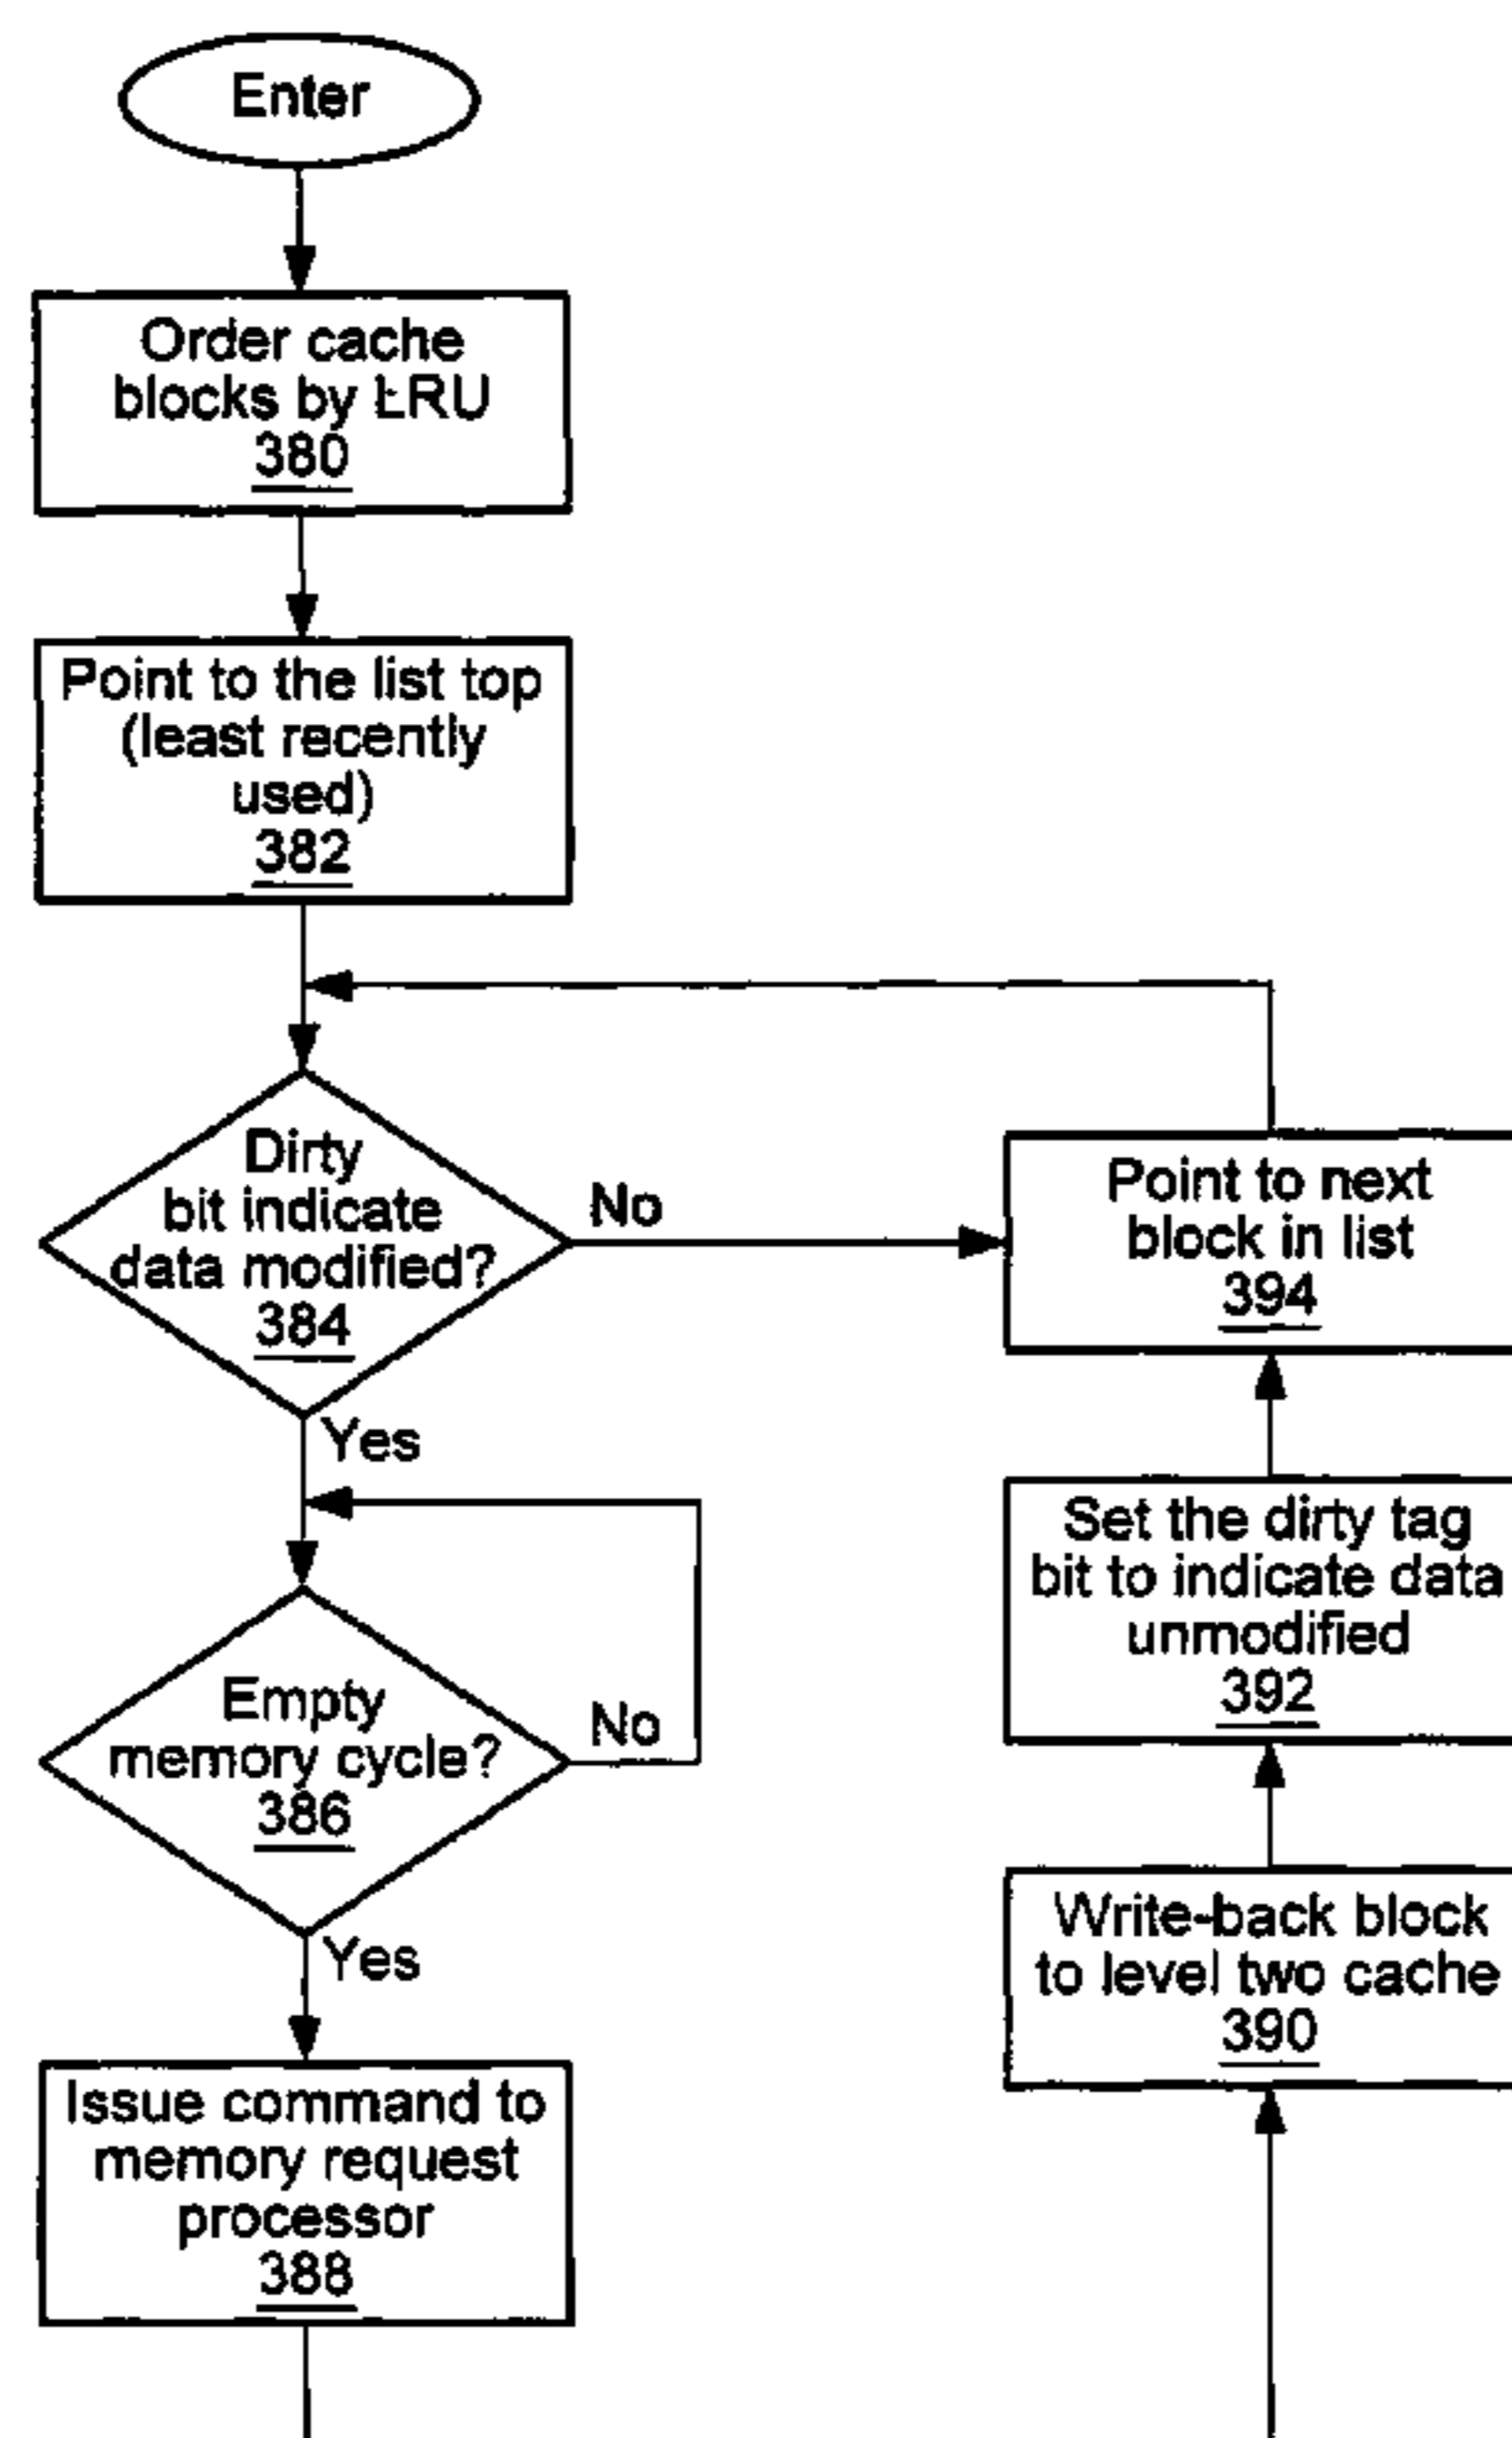 Enter
Order cache
blocks by LRU
380
Point to the list top
(least recently
used)
382
Dirty
bit indicate
data modified?
384
No
Yes
Point to next
block in list
394
Empty
memory cycle?
386
No
Yes
Set the dirty tag
bit to indicate data
unmodified
392
Write-back block
to level two cache
390
Issue command to
memory request
processor
388